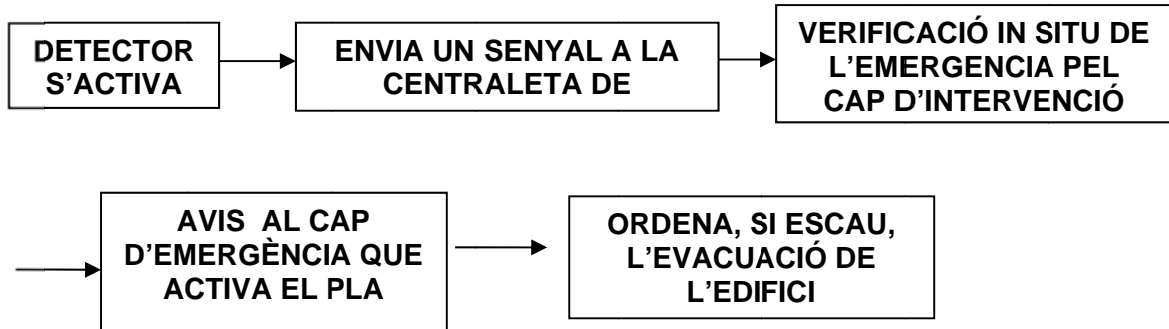 DETECTOR
S’ACTIVA
ENVIA UN SENYAL A LA
CENTRALETA DE
VERIFICACIÓ IN SITU DE
L’EMERGENCIA PEL
CAP D’INTERVENCIÓ
AVIS AL CAP
D’EMERGÈNCIA QUE
ACTIVA EL PLA
ORDENA, SI ESCAU,
L’EVACUACIÓ DE
L’EDIFICI